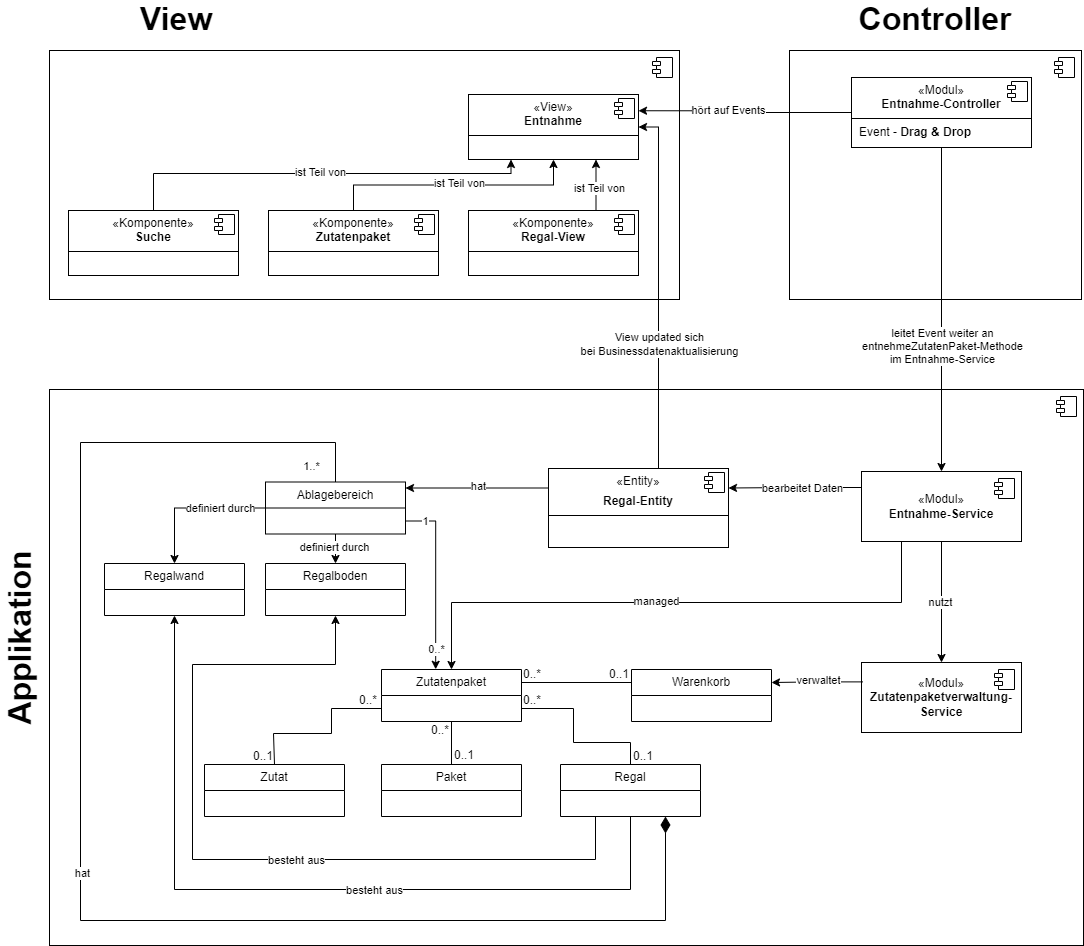 View
Controller
«View»
Entnahme
hört auf Events
«Modul»
Entnahme-Controller
Event - Drag & Drop
ist Teil von
ist Teil von
ist Teil von
«Komponente»
Suche
«Komponente»
Zutatenpaket
«Komponente»
Regal-View
View updated sich
bei Businessdatenaktualisierung
leitet Event weiter an
entnehmeZutatenPaket-Methode
im Entnahme-Service
Applikation
1..*
Ablagebereich
hat
«Entity»
Regal-Entity
bearbeitet Daten
«Modul»
Entnahme-Service
definiert durch
1
definiert durch
Regalwand
Regalboden
managed
nutzt
0..*
Zutatenpaket
0..*
0..1
Warenkorb
verwaltet
«Modul»
Zutatenpaketverwaltung-
Service
0..*
0..*
0..*
0..1
0..1
0..1
Zutat
Paket
Regal
besteht aus
hat
besteht aus